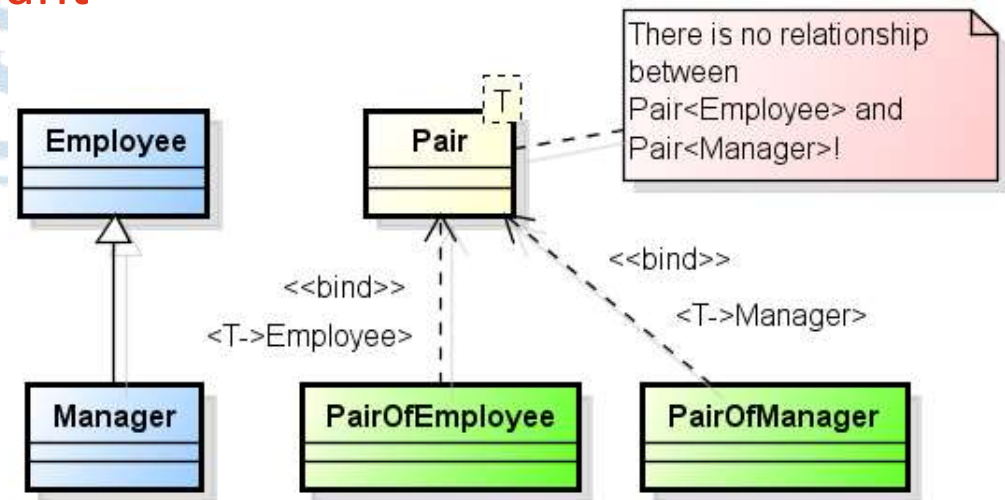 There is no relationship
between
Pair<Employee> and
Pair<Manager>!
T
Employee
Pair
<<bind>>
<<bind>>
<T->Employee>
<T->Manager>
Manager
PairOfEmployee
PairOfManager